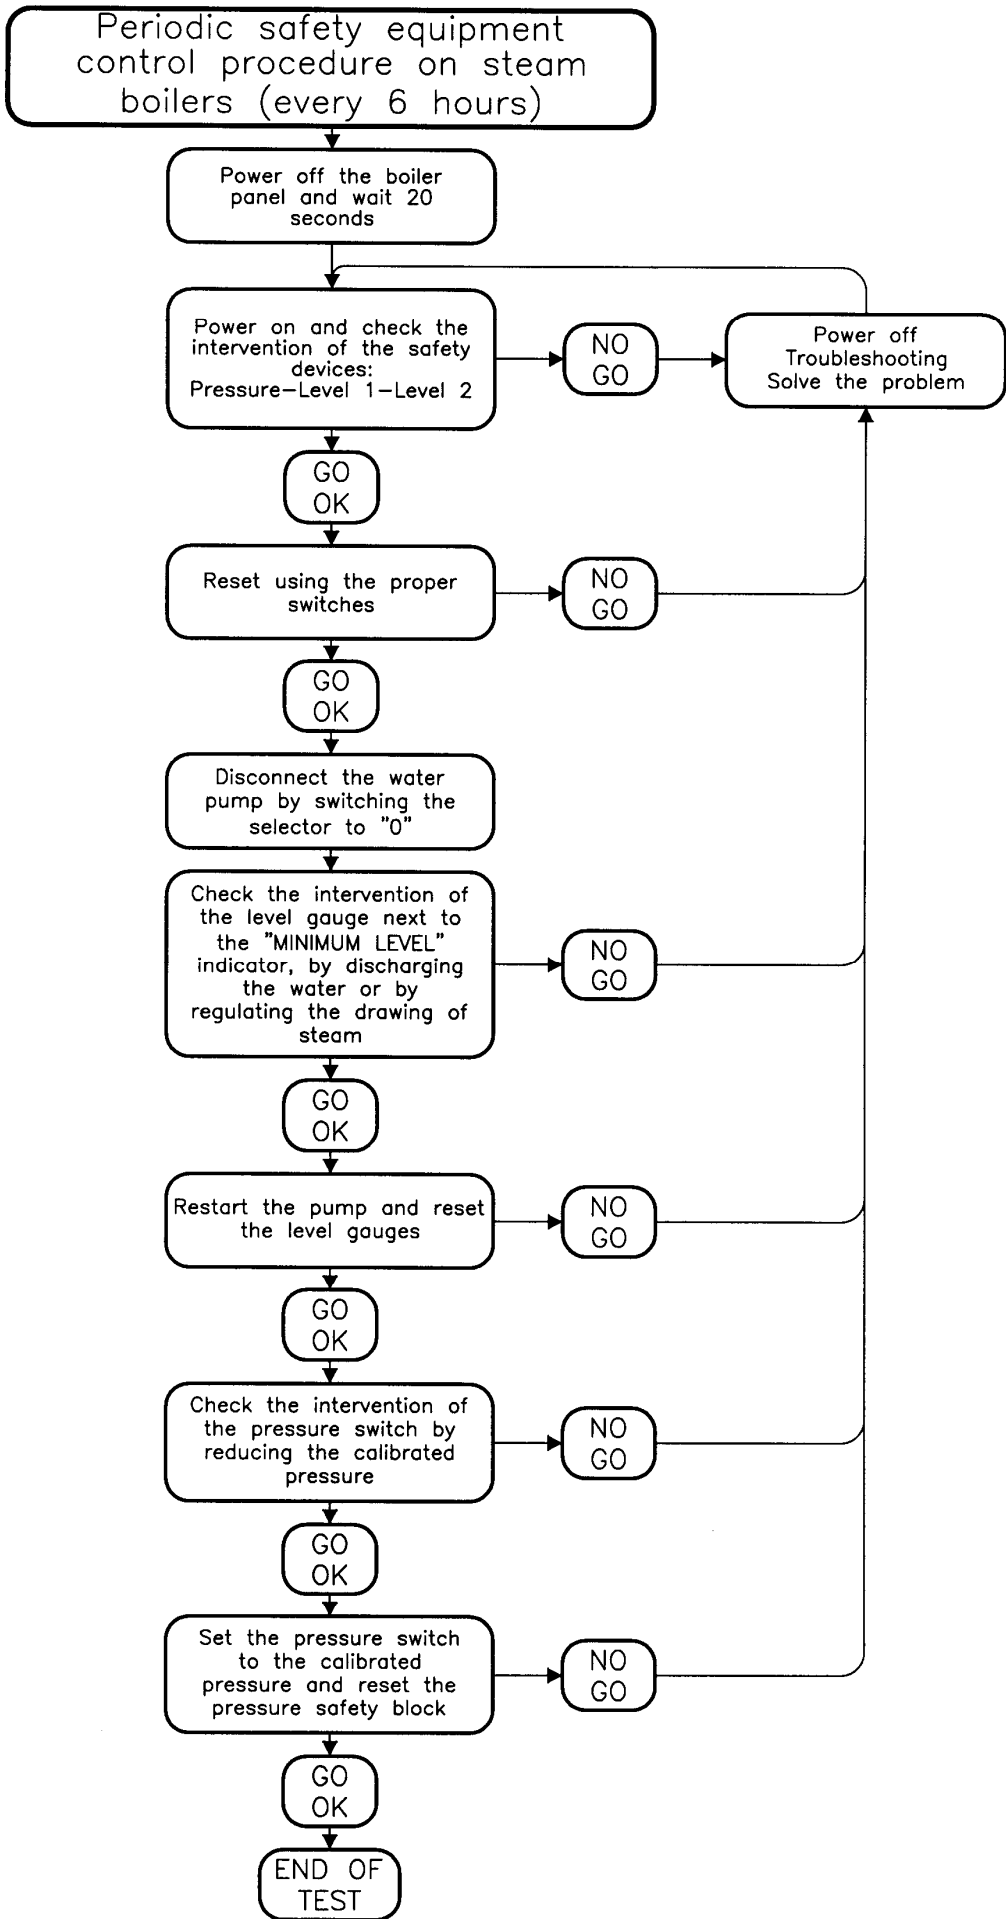 Periodic safety equipment
control procedure on steam
boilers (every 6 hours)
Power off the boiler
panel and wait 20
seconds
Power on and check the
intervention of the safety
devices:
Pressure-Level 1-Level 2
NO
GO
Power off
Troubleshooting
Solve the problem
GO
OK
Reset using the proper
switches
NO
GO
GO
OK
Disconnect the water
pump by switching the
selector to "0"
Check the intervention of
the level gauge next to
the "MINIMUM LEVEL"
indicator, by discharging
the water or by
regulating the drawing of
steam
NO
GO
GO
OK
Restart the pump and reset
the level gauges
NO
GO
GO
OK
Check the intervention of
the pressure switch by
reducing the calibrated
pressure
NO
GO
GO
OK
Set the pressure switch
to the calibrated
pressure and reset the
pressure safety block
NO
GO
GO
OK
END OF
TEST